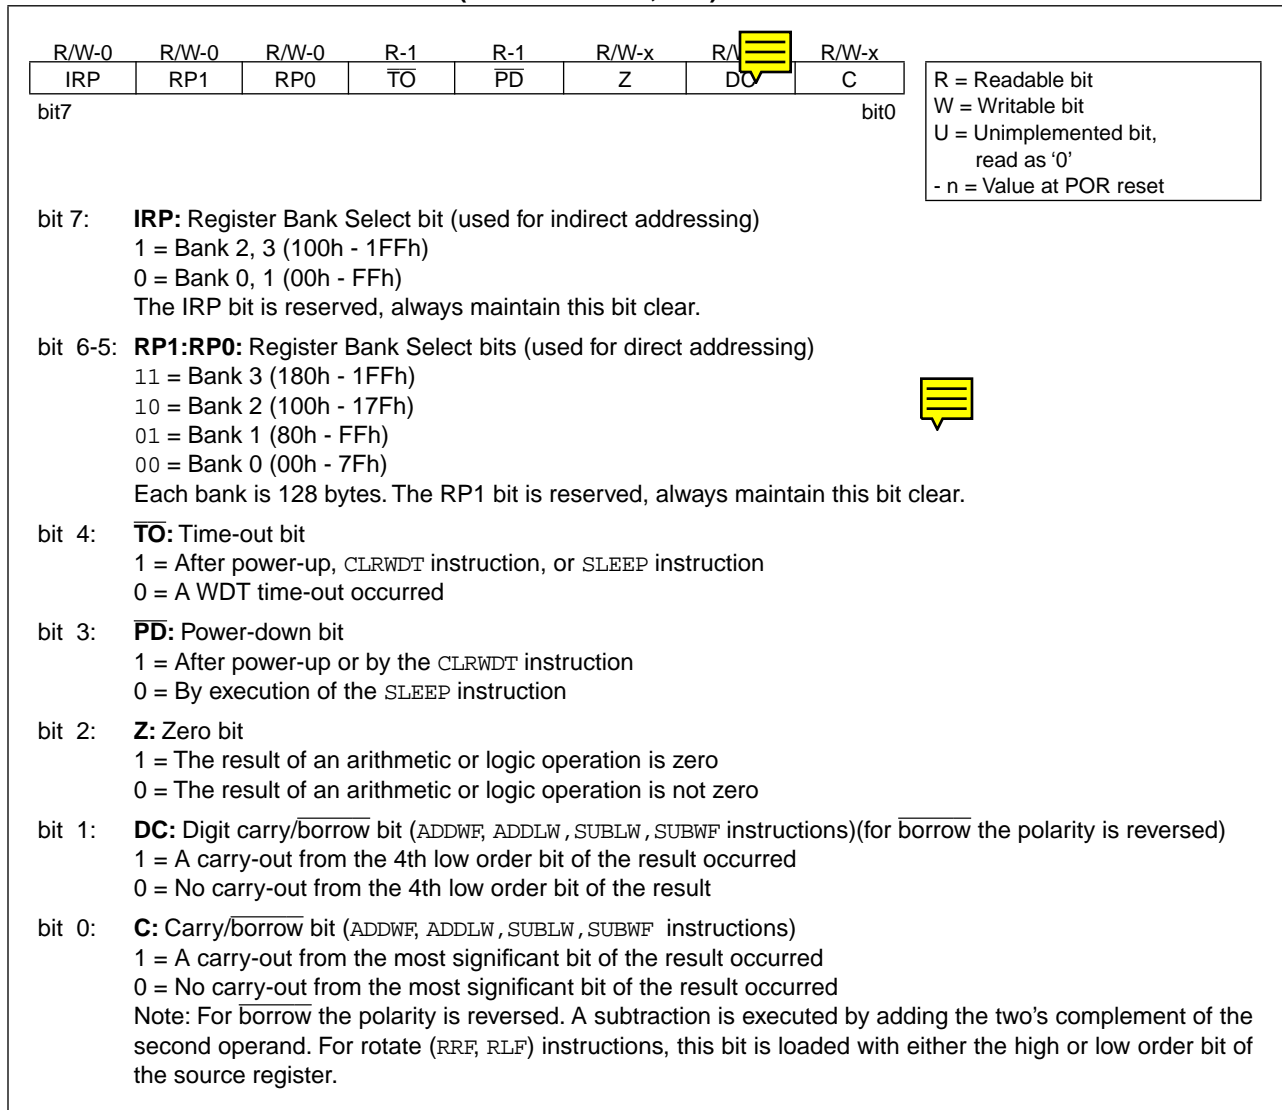 R/W-0 R/W-0 R/W-0 R-1 R-1 R/W-x R/W-x
IRP RP1 RP0 T̅O̅ P̅D̅ Z DC C
bit7 bit0
R = Readable bit
W = Writable bit
U = Unimplemented bit,
read as ‘0’
- n = Value at POR reset
bit 7: IRP: Register Bank Select bit (used for indirect addressing)
1 = Bank 2, 3 (100h - 1FFh)
0 = Bank 0, 1 (00h - FFh)
The IRP bit is reserved, always maintain this bit clear.
bit 6-5: RP1:RP0: Register Bank Select bits (used for direct addressing)
11 = Bank 3 (180h - 1FFh)
10 = Bank 2 (100h - 17Fh)
01 = Bank 1 (80h - FFh)
00 = Bank 0 (00h - 7Fh)
Each bank is 128 bytes. The RP1 bit is reserved, always maintain this bit clear.
bit 4: T̅O̅: Time-out bit
1 = After power-up, CLRWDT instruction, or SLEEP instruction
0 = A WDT time-out occurred
bit 3: P̅D̅: Power-down bit
1 = After power-up or by the CLRWDT instruction
0 = By execution of the SLEEP instruction
bit 2: Z: Zero bit
1 = The result of an arithmetic or logic operation is zero
0 = The result of an arithmetic or logic operation is not zero
bit 1: DC: Digit carry/b̅o̅r̅r̅o̅w̅ bit (ADDWF, ADDLW,SUBLW,SUBWF instructions)(for b̅o̅r̅r̅o̅w̅ the polarity is reversed)
1 = A carry-out from the 4th low order bit of the result occurred
0 = No carry-out from the 4th low order bit of the result
bit 0: C: Carry/b̅o̅r̅r̅o̅w̅ bit (ADDWF, ADDLW,SUBLW,SUBWF instructions)
1 = A carry-out from the most significant bit of the result occurred
0 = No carry-out from the most significant bit of the result occurred
Note: For b̅o̅r̅r̅o̅w̅ the polarity is reversed. A subtraction is executed by adding the two’s complement of the
second operand. For rotate (RRF, RLF) instructions, this bit is loaded with either the high or low order bit of
the source register.